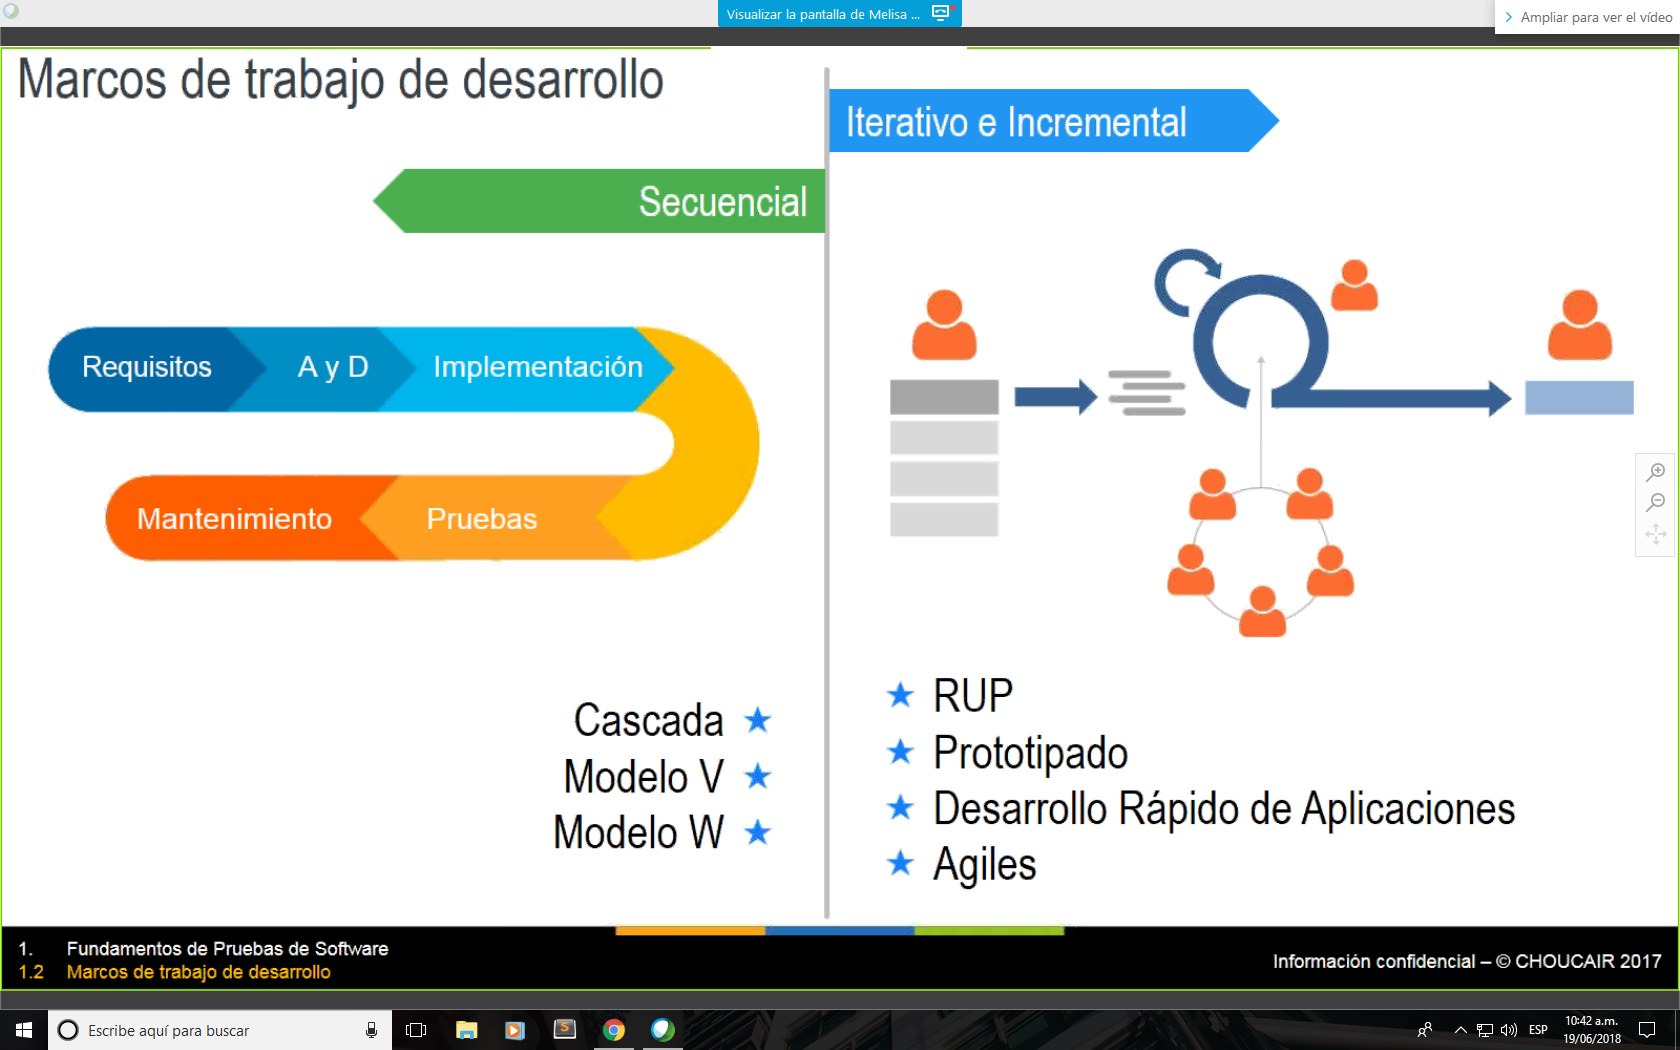 Visualizar la pantalla de Melisa ...
Ampliar para ver el vídeo
Marcos de trabajo de desarrollo
Iterativo e Incremental
Secuencial
Requisitos
A y D
Implementación
Mantenimiento
Pruebas
Cascada
Modelo V
Modelo W
RUP
Prototipado
Desarrollo Rápido de Aplicaciones
Agiles
1. Fundamentos de Pruebas de Software
1.2 Marcos de trabajo de desarrollo
Información confidencial – © CHOUCAIR 2017
Escribe aquí para buscar
S
ESP
10:42 a.m.
19/06/2018